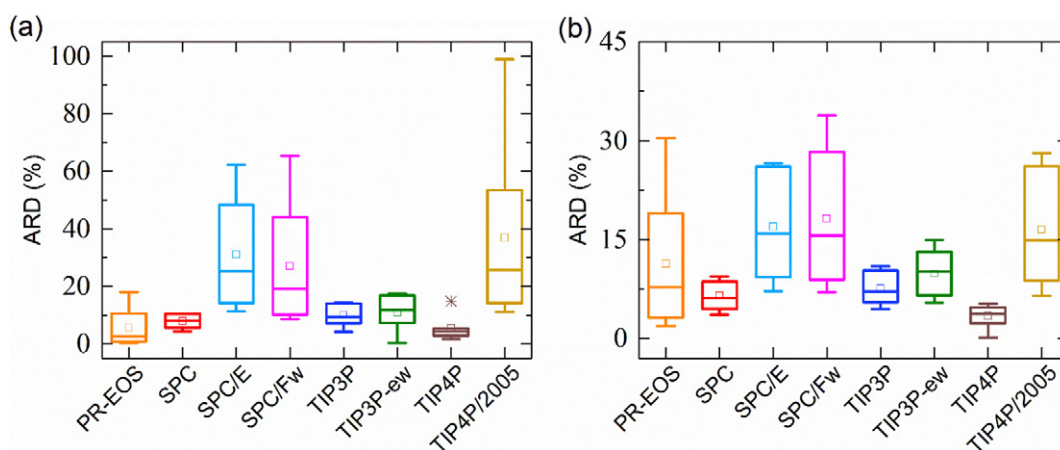 (a)
ARD (%)
100
80
60
40
20
0
PR-EOS
SPC
SPC/E
SPC/Fw
TIP3P
TIP3P-ew
TIP4P
TIP4P/2005
(b)
ARD (%)
45
30
15
0
PR-EOS
SPC
SPC/E
SPC/Fw
TIP3P
TIP3P-ew
TIP4P
TIP4P/2005